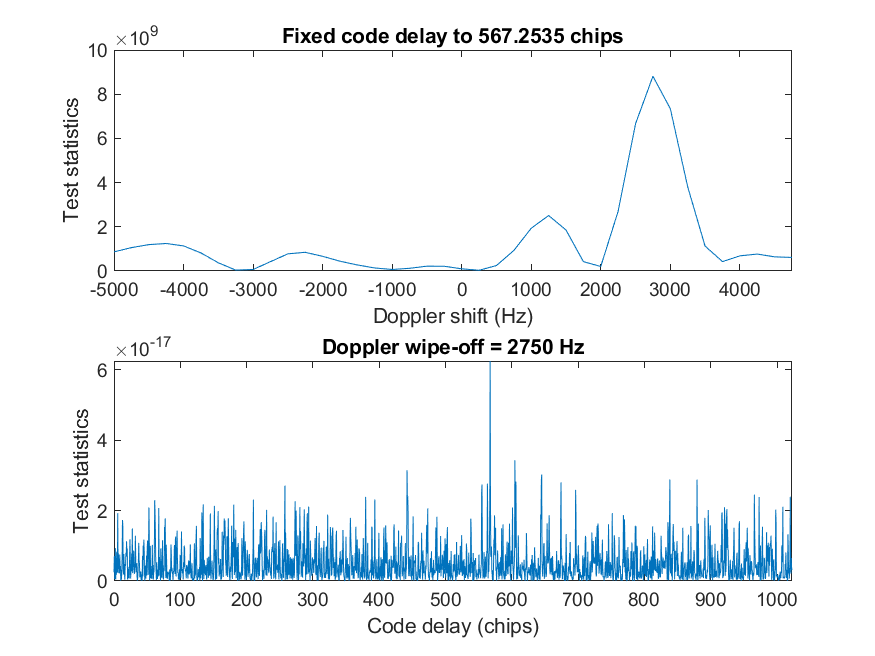 ×10^9
Fixed code delay to 567.2535 chips
10
8
6
4
2
0
Test statistics
-5000 -4000 -3000 -2000 -1000 0 1000 2000 3000 4000
Doppler shift (Hz)
×10^-17
Doppler wipe-off = 2750 Hz
6
4
2
0
Test statistics
0 100 200 300 400 500 600 700 800 900 1000
Code delay (chips)